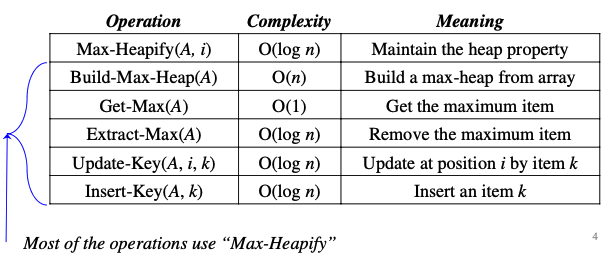 Operation Complexity Meaning
Max-Heapify(A, i) O(log n) Maintain the heap property
Build-Max-Heap(A) O(n) Build a max-heap from array
Get-Max(A) O(1) Get the maximum item
Extract-Max(A) O(log n) Remove the maximum item
Update-Key(A, i, k) O(log n) Update at position i by item k
Insert-Key(A, k) O(log n) Insert an item k
Most of the operations use “Max-Heapify”
4